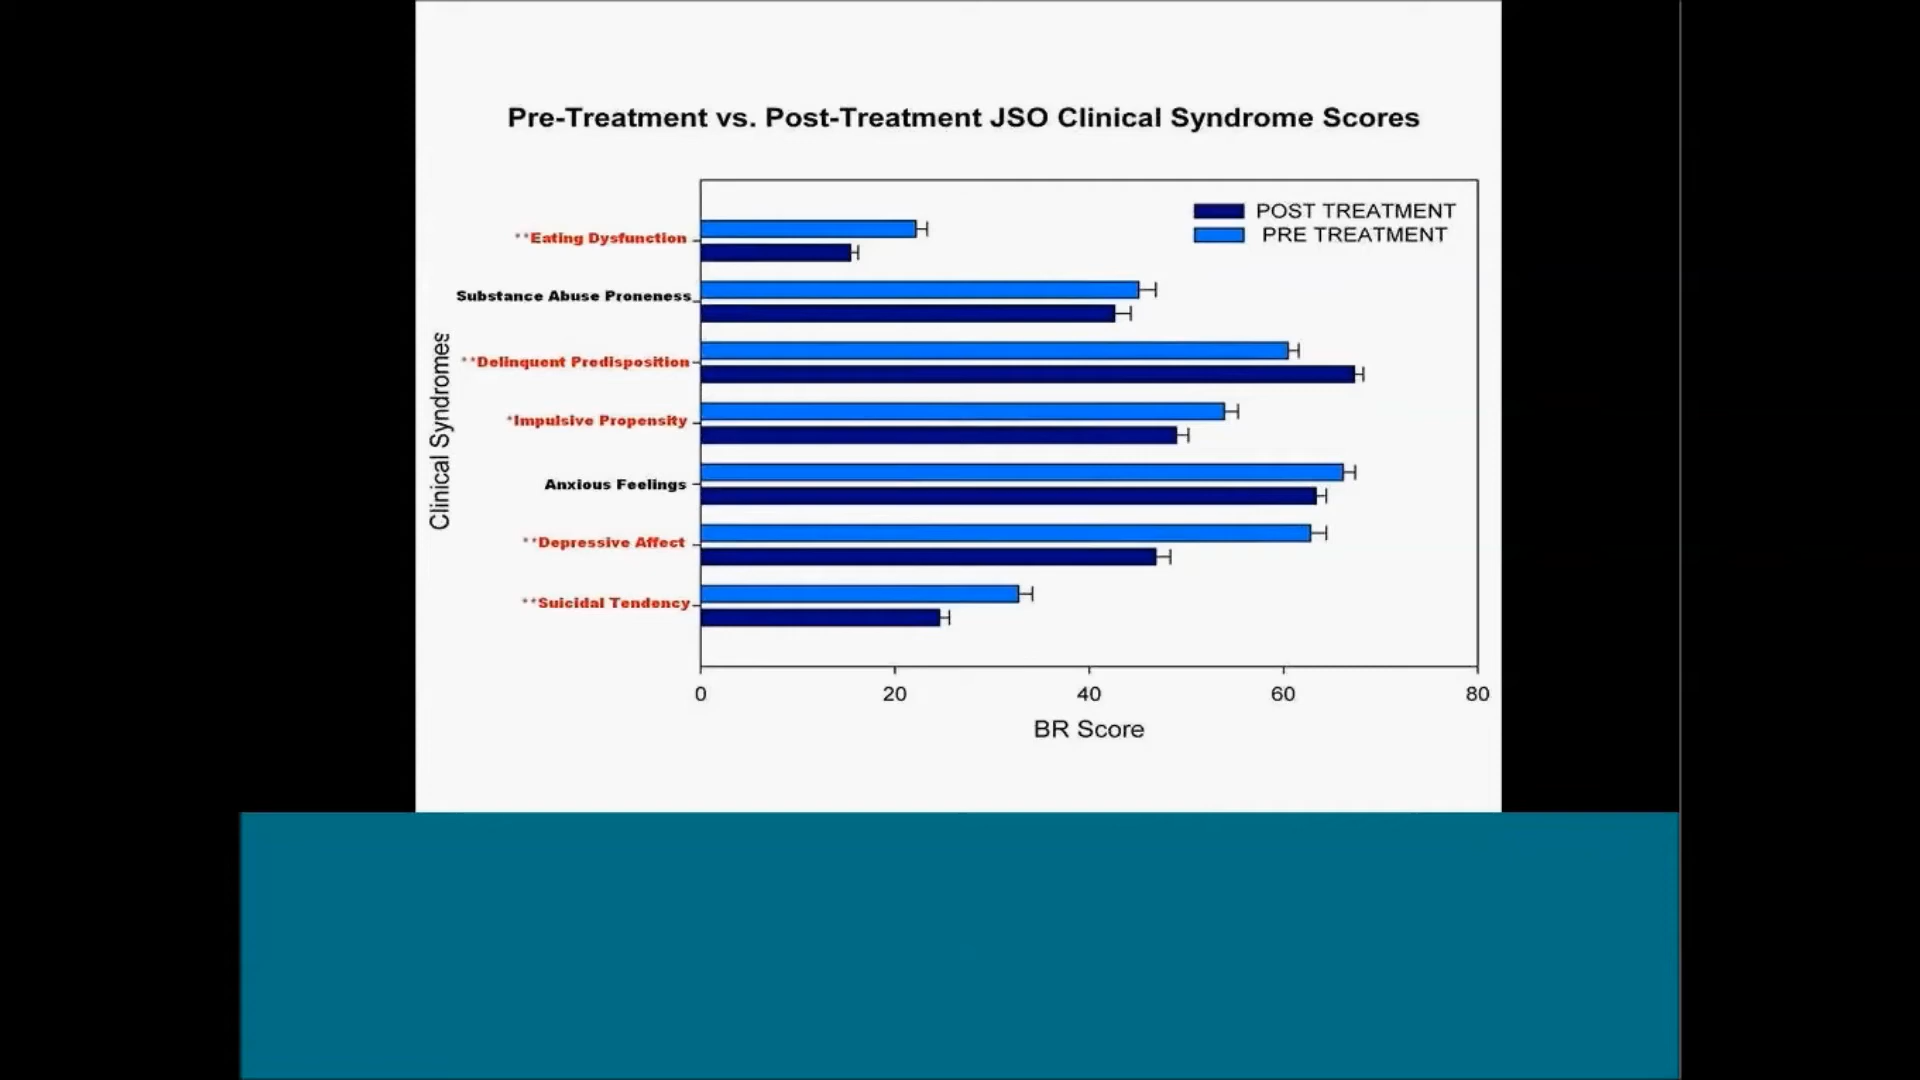 Pre-Treatment vs. Post-Treatment JSO Clinical Syndrome Scores
POST TREATMENT
PRE TREATMENT
**Eating Dysfunction
Substance Abuse Proneness
**Delinquent Predisposition
*Impulsive Propensity
Anxious Feelings
**Depressive Affect
**Suicidal Tendency
Clinical Syndromes
0 20 40 60 80
BR Score